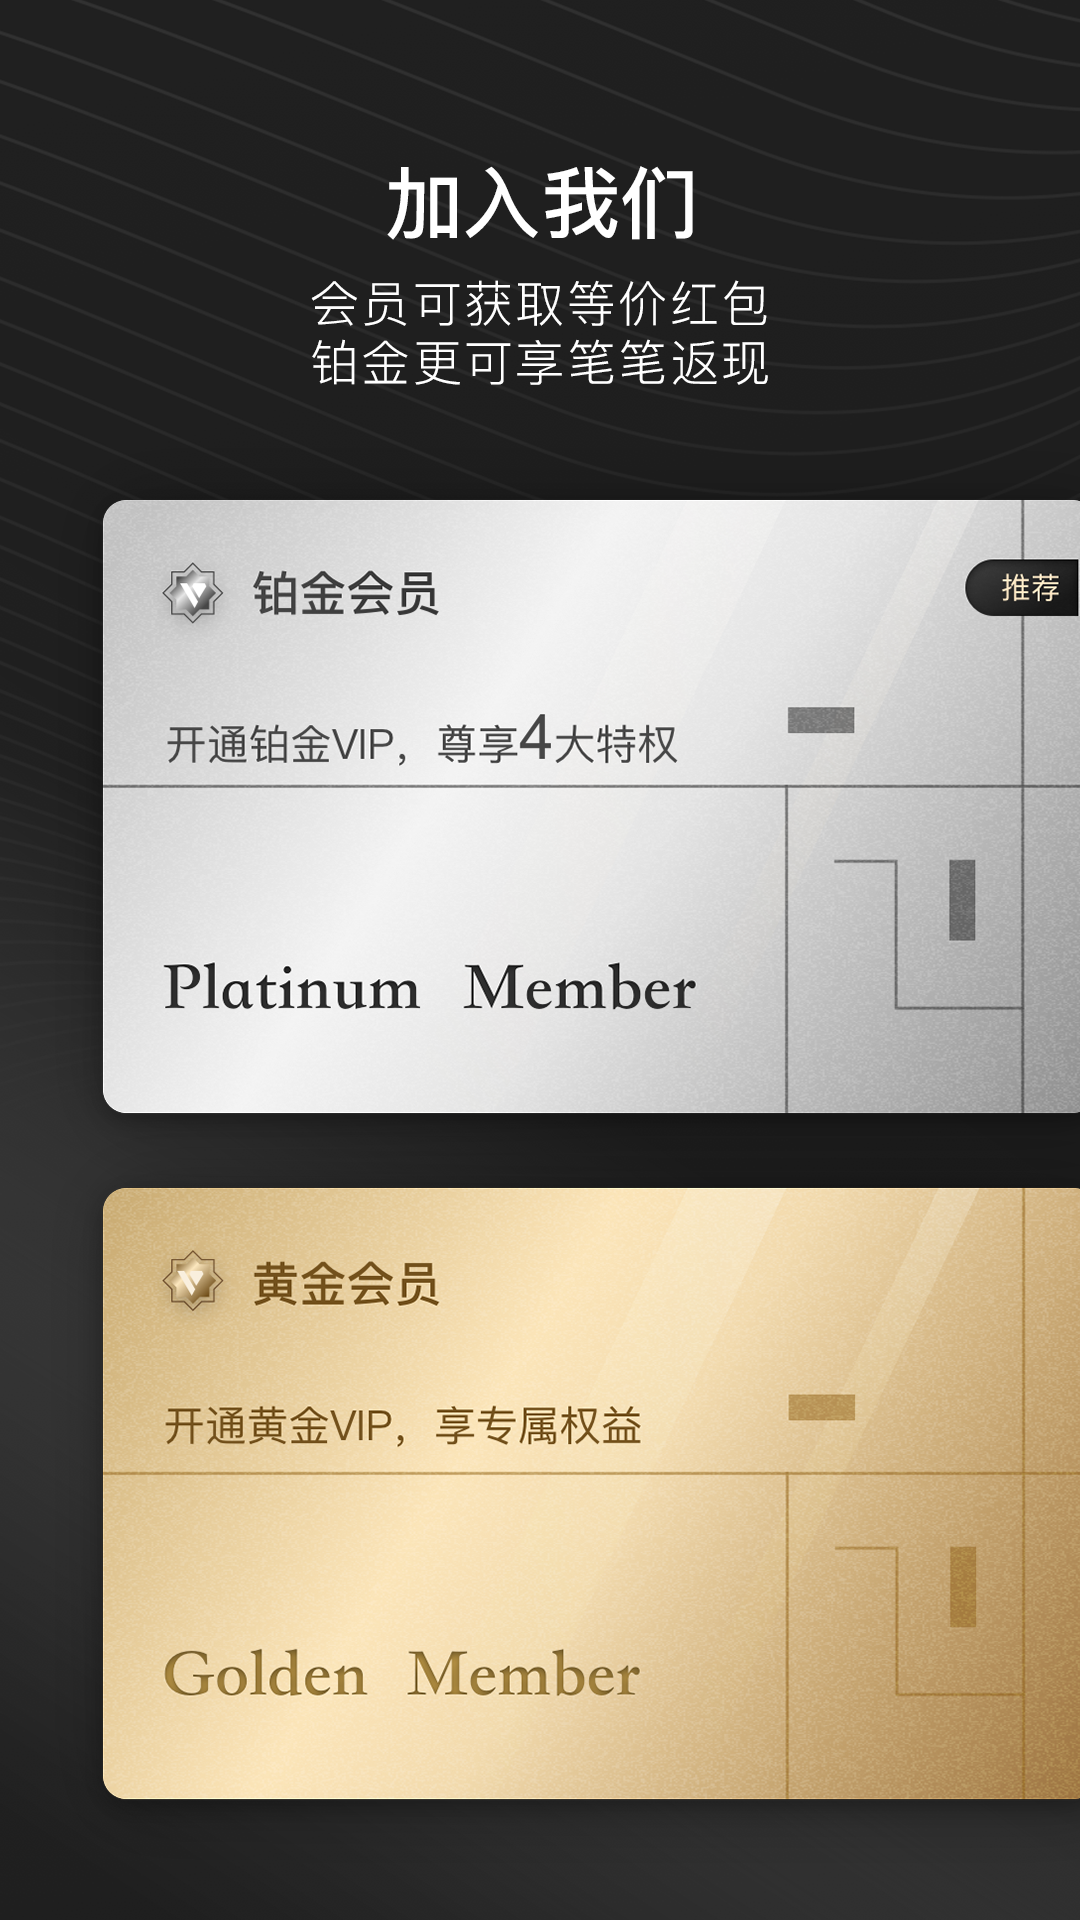 加入我们
会员可获取等价红包
铂金更可享笔笔返现
铂金会员
推荐
开通铂金VIP，尊享4大特权
Platinum Member
黄金会员
开通黄金VIP，享专属权益
Golden Member